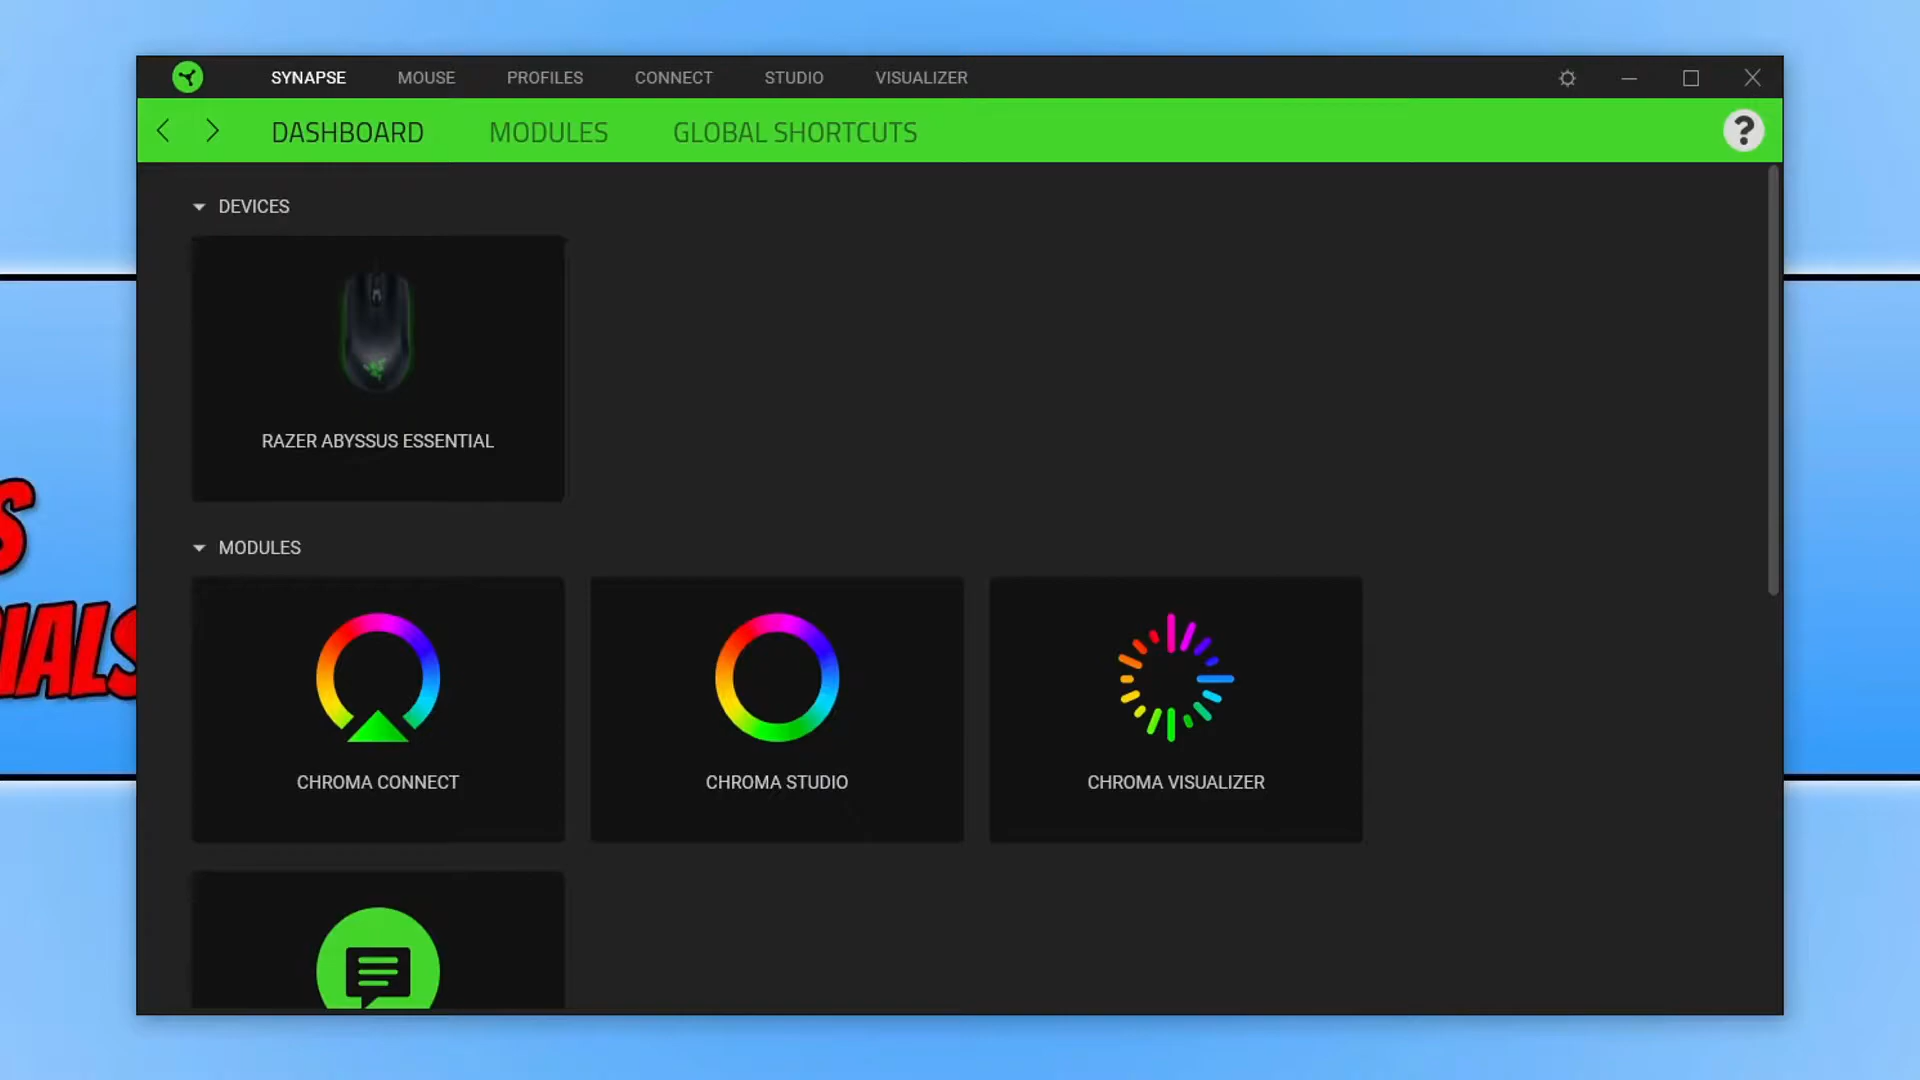 SYNAPSE MOUSE PROFILES CONNECT STUDIO VISUALIZER
DASHBOARD MODULES GLOBAL SHORTCUTS ?
DEVICES
RAZER ABYSSUS ESSENTIAL
MODULES
CHROMA CONNECT CHROMA STUDIO CHROMA VISUALIZER
S
IALS